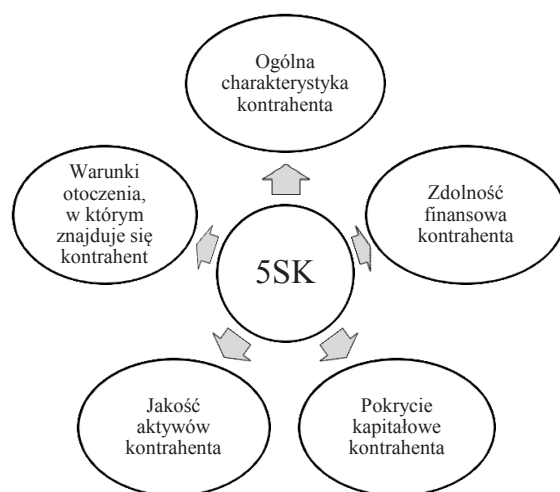 Ogólna
charakterystyka
kontrahenta
Warunki
otoczenia,
w którym
znajduje się
kontrahent
Zdolność
finansowa
kontrahenta
5SK
Jakość
aktywów
kontrahenta
Pokrycie
kapitałowe
kontrahenta